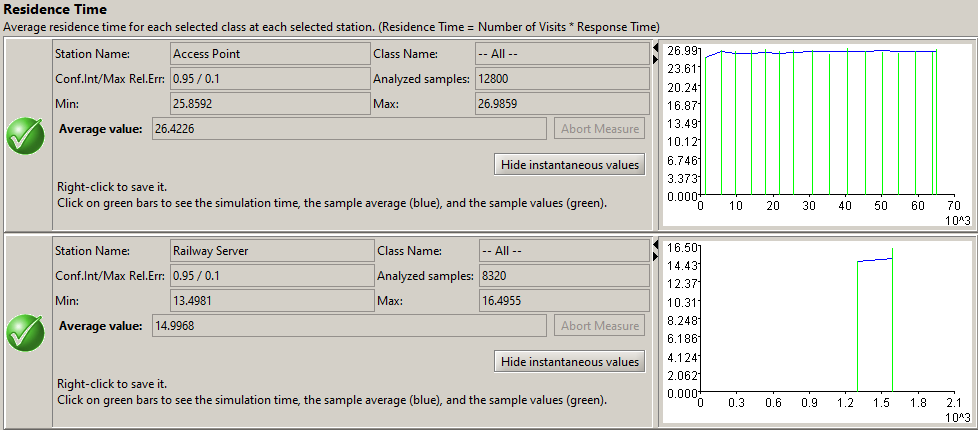 Residence Time
Average residence time for each selected class at each selected station. (Residence Time = Number of Visits * Response Time)
Station Name: Access Point Class Name: -- All --
Conf.Int/Max Rel.Err: 0.95 / 0.1 Analyzed samples: 12800
Min: 25.8592 Max: 26.9859
Average value: 26.4226 Abort Measure
Hide instantaneous values
Right-click to save it.
Click on green bars to see the simulation time, the sample average (blue), and the sample values (green).
26.99
23.61
20.24
16.87
13.49
10.12
6.746
3.373
0.000
0 10 20 30 40 50 60 70
10^3
Station Name: Railway Server Class Name: -- All --
Conf.Int/Max Rel.Err: 0.95 / 0.1 Analyzed samples: 8320
Min: 13.4981 Max: 16.4955
Average value: 14.9968 Abort Measure
Hide instantaneous values
Right-click to save it.
Click on green bars to see the simulation time, the sample average (blue), and the sample values (green).
16.50
14.43
12.37
10.31
8.248
6.186
4.124
2.062
0.000
0 0.3 0.6 0.9 1.2 1.5 1.8 2.1
10^3